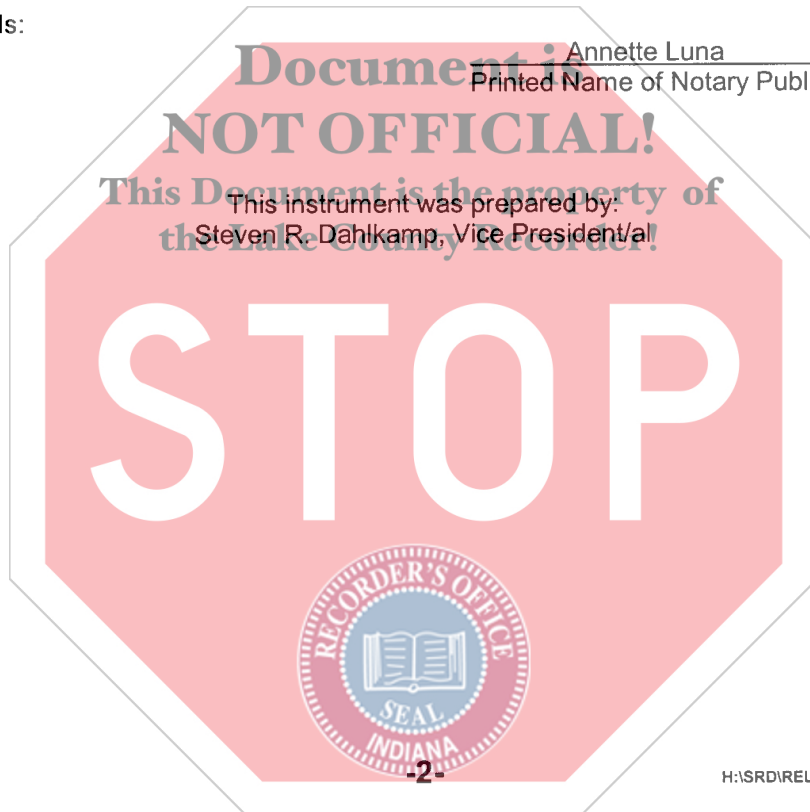 ls:
Document is
Annette Luna
Printed Name of Notary Publ
NOT OFFICIAL!
This Document is the property of
This instrument was prepared by:
the Lake County Recorder!
Steven R. Dahlkamp, Vice President/al
STOP
RECORDER'S OFFICE
SEAL
INDIANA
-2-
H:\SRD\REL